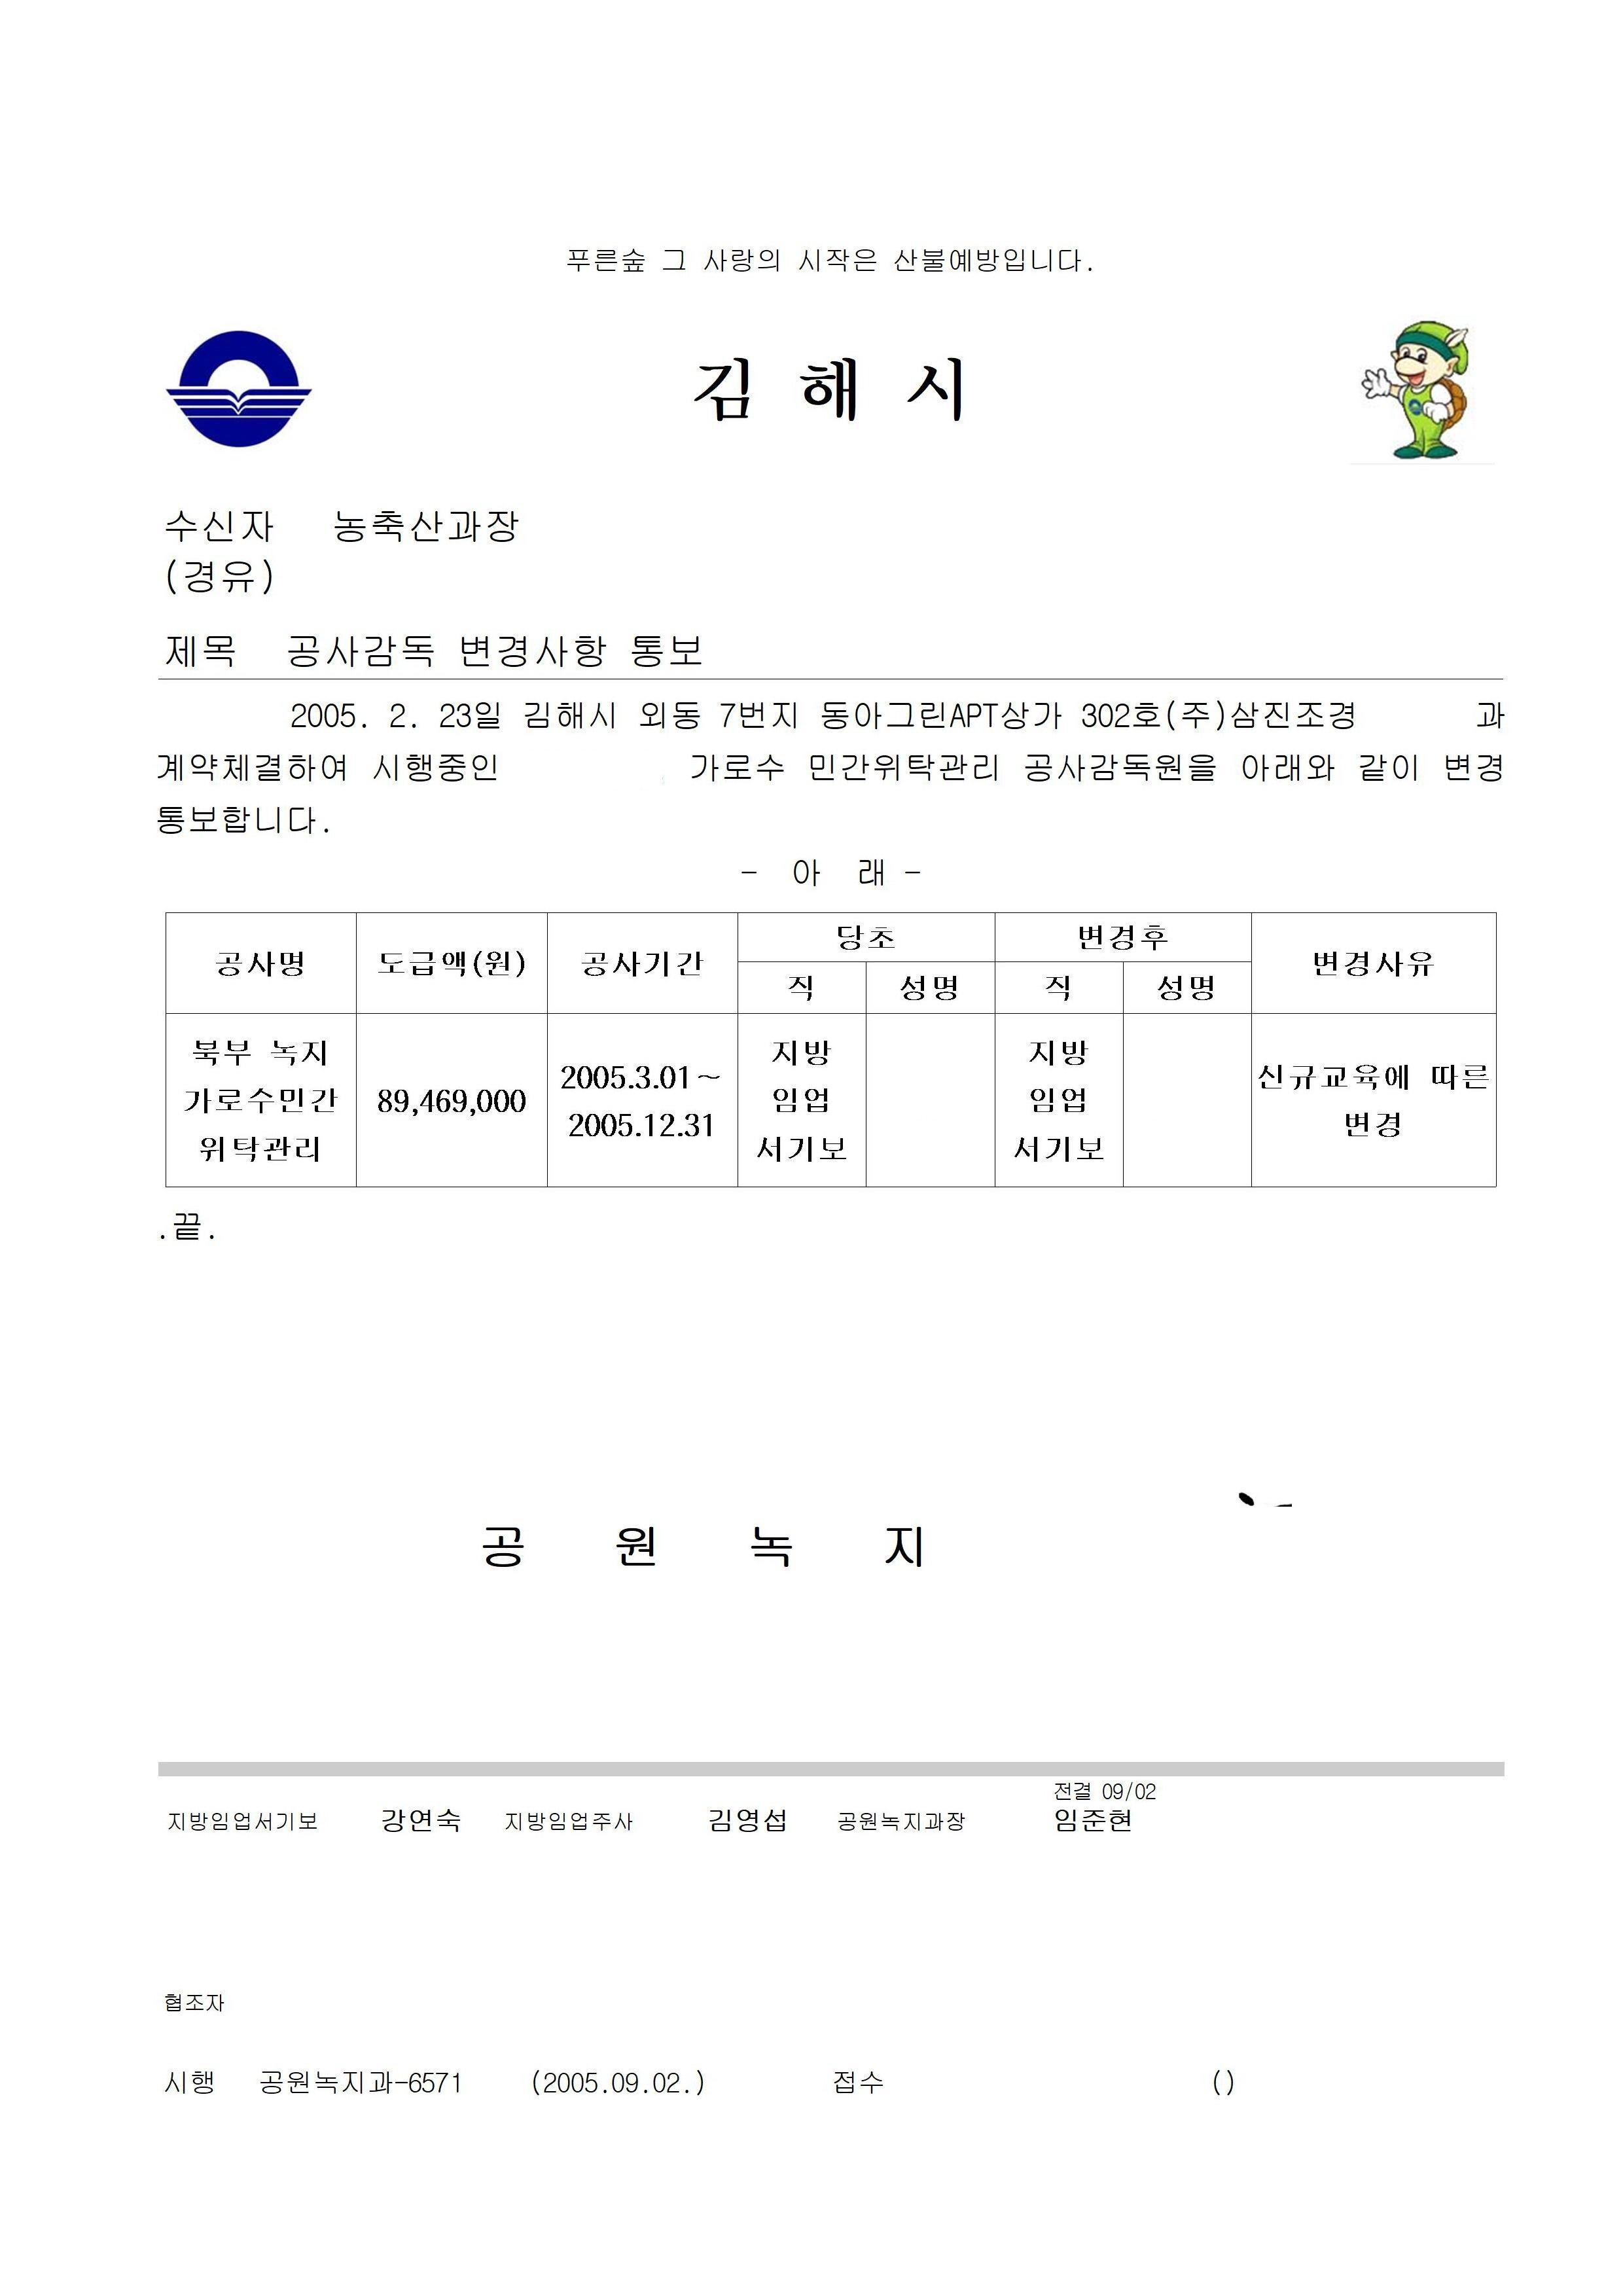 푸른숲 그 사랑의 시작은 산불예방입니다.
김 해 시
수신자 농축산과장
(경유)
제목 공사감독 변경사항 통보
2005. 2. 23일 김해시 외동 7번지 동아그린APT상가 302호(주)삼진조경 과
계약체결하여 시행중인 가로수 민간위탁관리 공사감독원을 아래와 같이 변경
통보합니다.
- 아 래 -
공사명 도급액(원) 공사기간 당초 변경후 변경사유
직 성명 직 성명
북부 녹지 가로수민간 위탁관리 89,469,000 2005.3.01~ 2005.12.31 지방 임업 서기보 지방 임업 서기보 신규교육에 따른 변경
.끝.
공 원 녹 지
전결 09/02
지방임업서기보 강연숙 지방임업주사 김영섭 공원녹지과장 임준현
협조자
시행 공원녹지과-6571 (2005.09.02.) 접수 ()